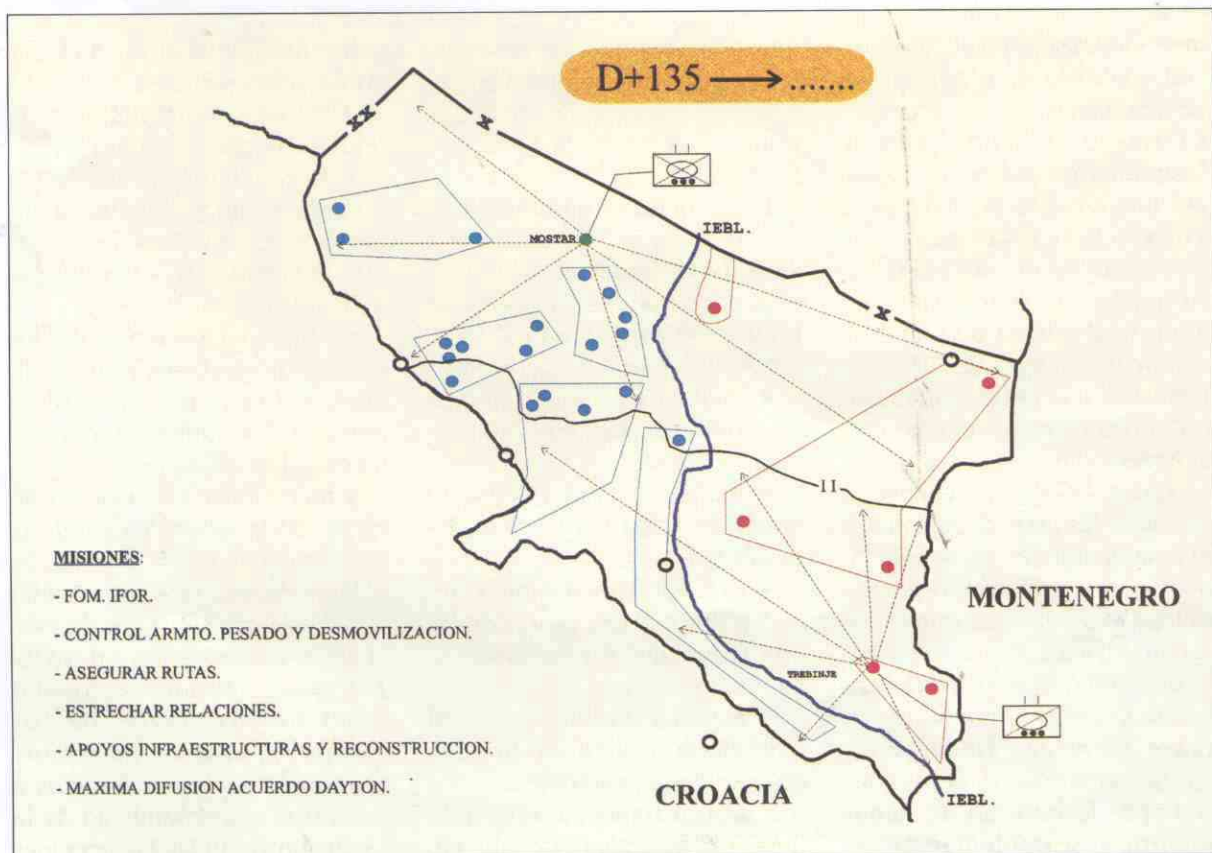 D+135 → .......
XX
X
IEBL.
MOSTAR
X
II
MISIONES:
- FOM. IFOR.
- CONTROL ARMTO. PESADO Y DESMOVILIZACION.
- ASEGURAR RUTAS.
- ESTRECHAR RELACIONES.
- APOYOS INFRAESTRUCTURAS Y RECONSTRUCCION.
- MAXIMA DIFUSION ACUERDO DAYTON.
MONTENEGRO
TREBINJE
CROACIA
IEBL.